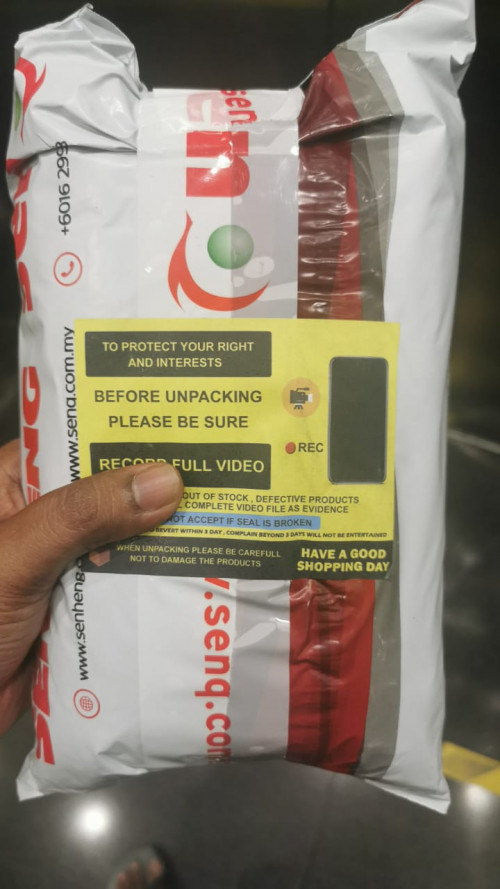 TO PROTECT YOUR RIGHT
AND INTERESTS
BEFORE UNPACKING
PLEASE BE SURE
RECORD FULL VIDEO
REC
OUT OF STOCK , DEFECTIVE PRODUCTS
COMPLETE VIDEO FILE AS EVIDENCE
NOT ACCEPT IF SEAL IS BROKEN
WITHIN 3 DAY , COMPLAIN BEYOND 3 DAYS WILL NOT BE ENTERTAINED
WHEN UNPACKING PLEASE BE CAREFULL
NOT TO DAMAGE THE PRODUCTS
HAVE A GOOD
SHOPPING DAY
+6016 299
www.senq.com.my
www.senheng.c
SENHENG
sen
.senq.com